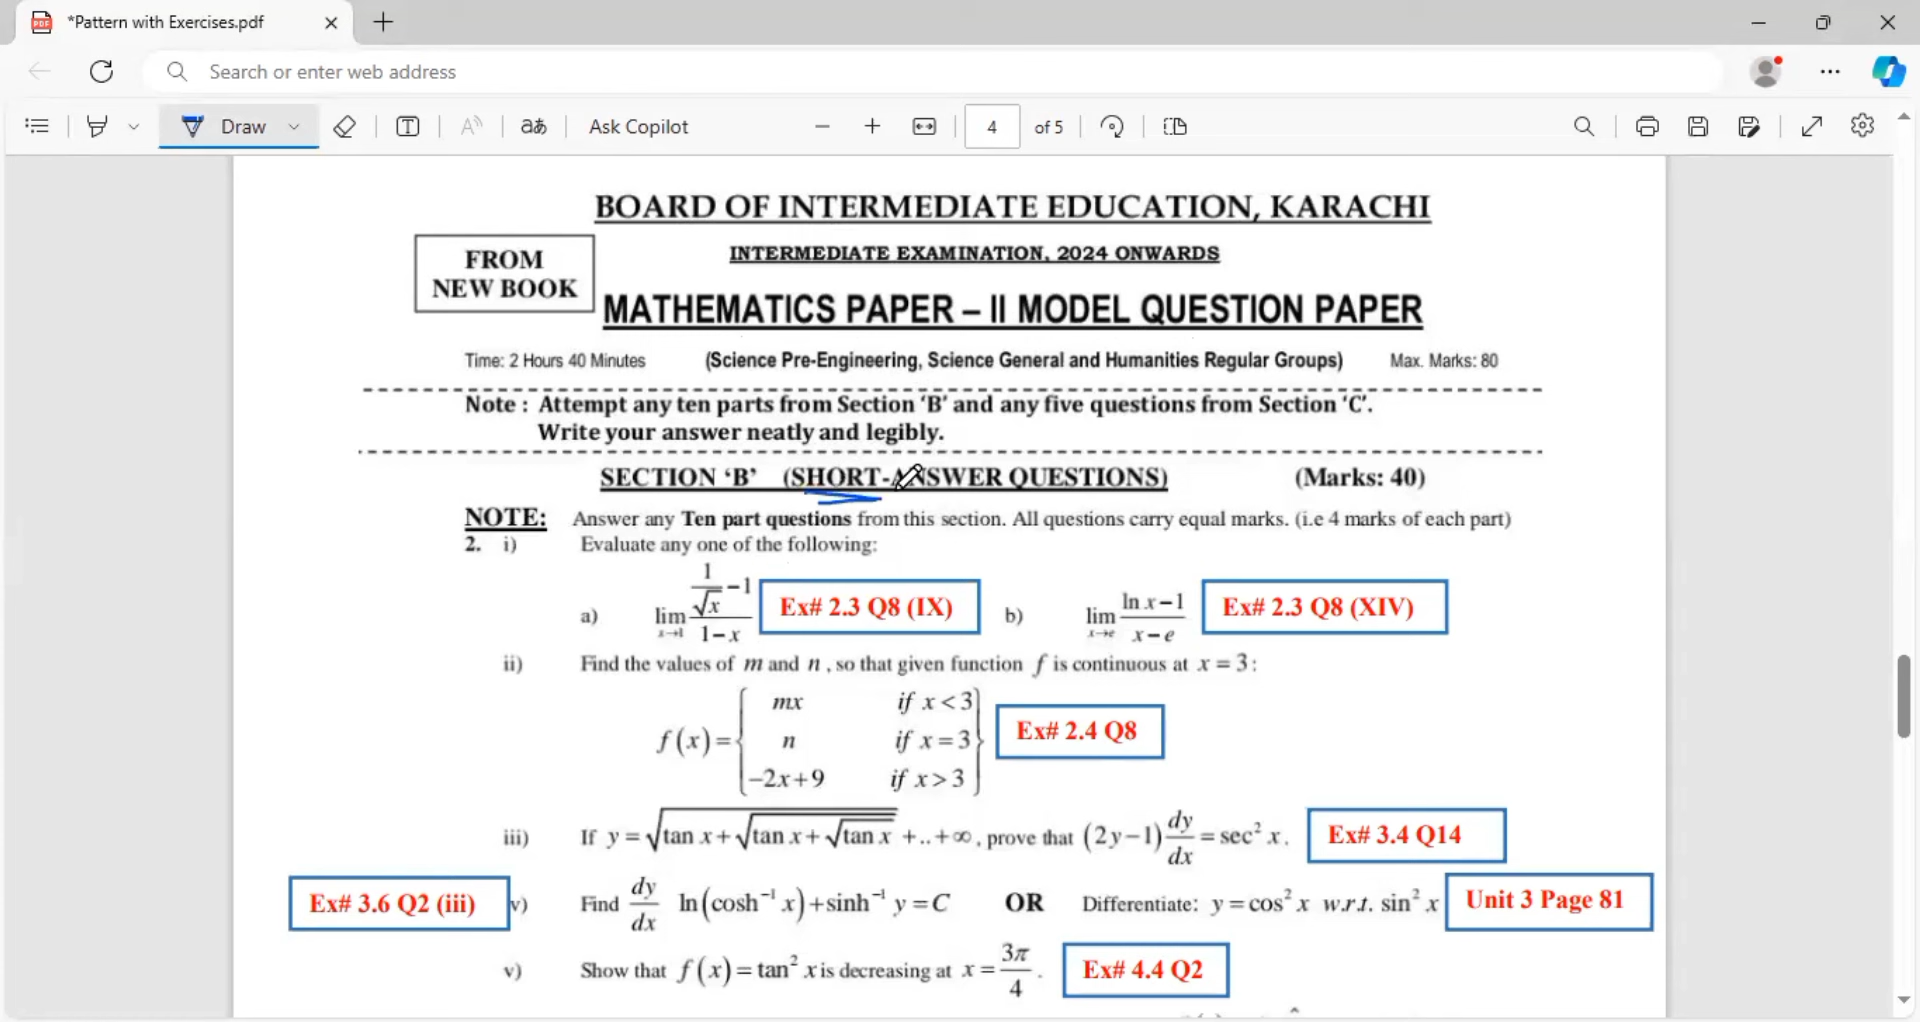 *Pattern with Exercises.pdf
Search or enter web address
Draw
Ask Copilot
4 of 5
BOARD OF INTERMEDIATE EDUCATION, KARACHI
FROM
NEW BOOK
INTERMEDIATE EXAMINATION, 2024 ONWARDS
MATHEMATICS PAPER – II MODEL QUESTION PAPER
Time: 2 Hours 40 Minutes (Science Pre-Engineering, Science General and Humanities Regular Groups) Max. Marks: 80
Note : Attempt any ten parts from Section 'B' and any five questions from Section 'C'.
Write your answer neatly and legibly.
SECTION 'B' (SHORT-ANSWER QUESTIONS) (Marks: 40)
NOTE: Answer any Ten part questions from this section. All questions carry equal marks. (i.e 4 marks of each part)
2. i) Evaluate any one of the following:
a) lim x→1 (1/√x − 1)/(1−x) Ex# 2.3 Q8 (IX) b) lim x→e (ln x−1)/(x−e) Ex# 2.3 Q8 (XIV)
ii) Find the values of m and n, so that given function f is continuous at x = 3:
f(x) = { mx if x < 3
n if x = 3
−2x+9 if x > 3 } Ex# 2.4 Q8
iii) If y = √(tan x + √(tan x + √(tan x))) +..+∞, prove that (2y−1) dy/dx = sec² x. Ex# 3.4 Q14
Ex# 3.6 Q2 (iii) v) Find dy/dx ln(cosh⁻¹ x)+sinh⁻¹ y = C OR Differentiate: y = cos² x w.r.t. sin² x Unit 3 Page 81
v) Show that f(x) = tan² x is decreasing at x = 3π/4. Ex# 4.4 Q2